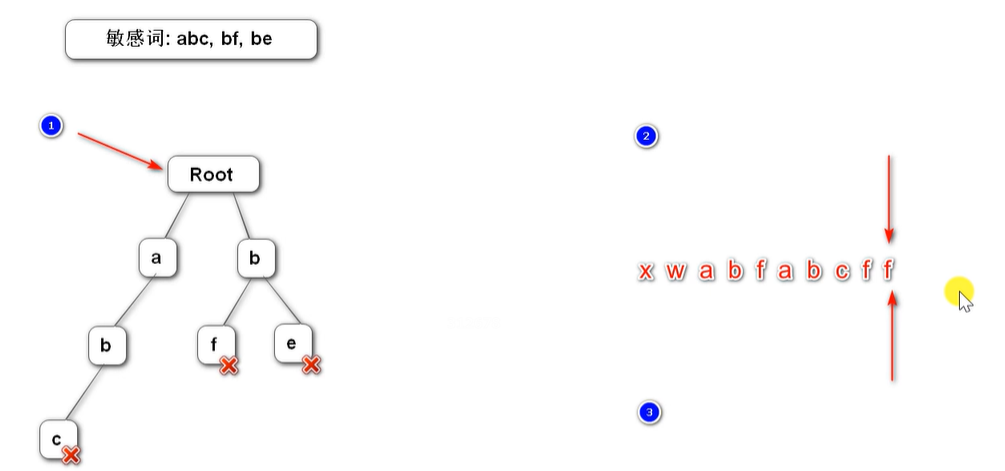 敏感词: abc, bf, be
1
2
Root
a
b
x w a b f a b c f f
b
f
e
3
c